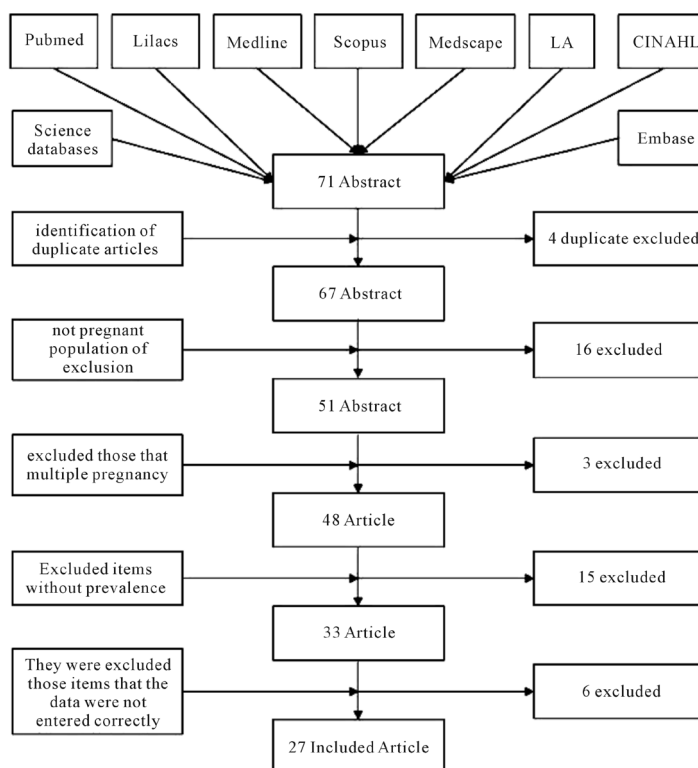 Pubmed
Lilacs
Medline
Scopus
Medscape
LA
CINAHL
Science
databases
Embase
71 Abstract
identification of
duplicate articles
4 duplicate excluded
67 Abstract
not pregnant
population of
exclusion
16 excluded
51 Abstract
excluded those that
multiple pregnancy
3 excluded
48 Article
Excluded items
without prevalence
15 excluded
33 Article
They were excluded
those items that the
data were not
entered correctly
6 excluded
27 Included Article